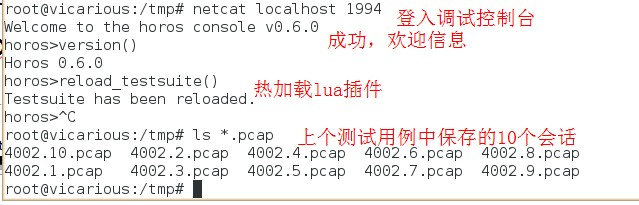 root@vicarious:/tmp# netcat localhost 1994 登入调试控制台
Welcome to the horos console v0.6.0
horos>version() 成功，欢迎信息
Horos 0.6.0
horos>reload_testsuite()
Testsuite has been reloaded. 热加载lua插件
horos>^C
root@vicarious:/tmp# ls *.pcap 上个测试用例中保存的10个会话
4002.10.pcap 4002.2.pcap 4002.4.pcap 4002.6.pcap 4002.8.pcap
4002.1.pcap 4002.3.pcap 4002.5.pcap 4002.7.pcap 4002.9.pcap
root@vicarious:/tmp#